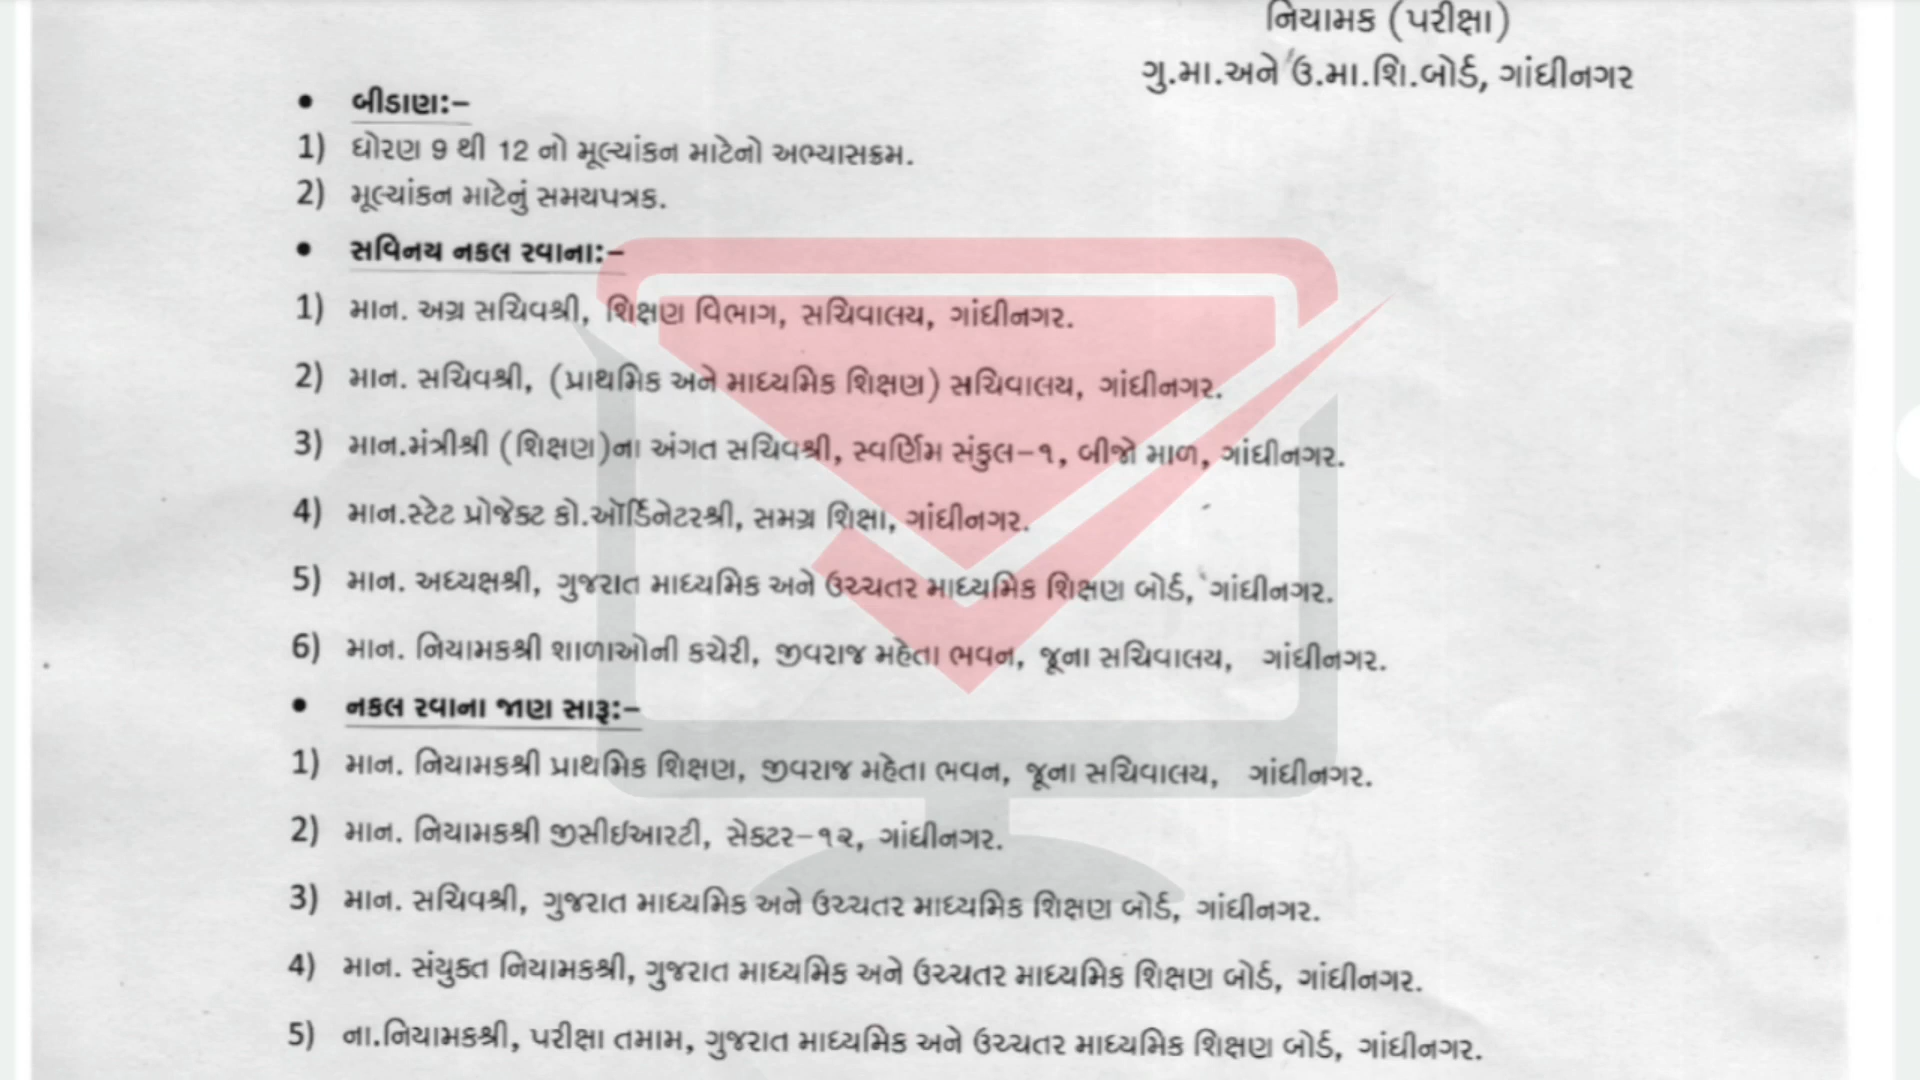 નિયામક (પરીક્ષા)
ગુ.મા.અને ઉ.મા.શિ.બોર્ડ, ગાંધીનગર
• બીડાણ:-
1) ધોરણ 9 થી 12 નો મૂલ્યાંકન માટેનો અભ્યાસક્રમ.
2) મૂલ્યાંકન માટેનું સમયપત્રક.
• સવિનય નકલ રવાના:-
1) માન. અગ્ર સચિવશ્રી, શિક્ષણ વિભાગ, સચિવાલય, ગાંધીનગર.
2) માન. સચિવશ્રી, (પ્રાથમિક અને માધ્યમિક શિક્ષણ) સચિવાલય, ગાંધીનગર.
3) માન.મંત્રીશ્રી (શિક્ષણ)ના અંગત સચિવશ્રી, સ્વર્ણિમ સંકુલ-૧, બીજો માળ, ગાંધીનગર.
4) માન.સ્ટેટ પ્રોજેક્ટ કો.ઑર્ડિનેટરશ્રી, સમગ્ર શિક્ષા, ગાંધીનગર.
5) માન. અધ્યક્ષશ્રી, ગુજરાત માધ્યમિક અને ઉચ્ચતર માધ્યમિક શિક્ષણ બોર્ડ, ગાંધીનગર.
6) માન. નિયામકશ્રી શાળાઓની કચેરી, જીવરાજ મહેતા ભવન, જૂના સચિવાલય, ગાંધીનગર.
• નકલ રવાના જાણ સારૂ:-
1) માન. નિયામકશ્રી પ્રાથમિક શિક્ષણ, જીવરાજ મહેતા ભવન, જૂના સચિવાલય, ગાંધીનગર.
2) માન. નિયામકશ્રી જીસીઈઆરટી, સેક્ટર-૧૨, ગાંધીનગર.
3) માન. સચિવશ્રી, ગુજરાત માધ્યમિક અને ઉચ્ચતર માધ્યમિક શિક્ષણ બોર્ડ, ગાંધીનગર.
4) માન. સંયુક્ત નિયામકશ્રી, ગુજરાત માધ્યમિક અને ઉચ્ચતર માધ્યમિક શિક્ષણ બોર્ડ, ગાંધીનગર.
5) ના.નિયામકશ્રી, પરીક્ષા તમામ, ગુજરાત માધ્યમિક અને ઉચ્ચતર માધ્યમિક શિક્ષણ બોર્ડ, ગાંધીનગર.